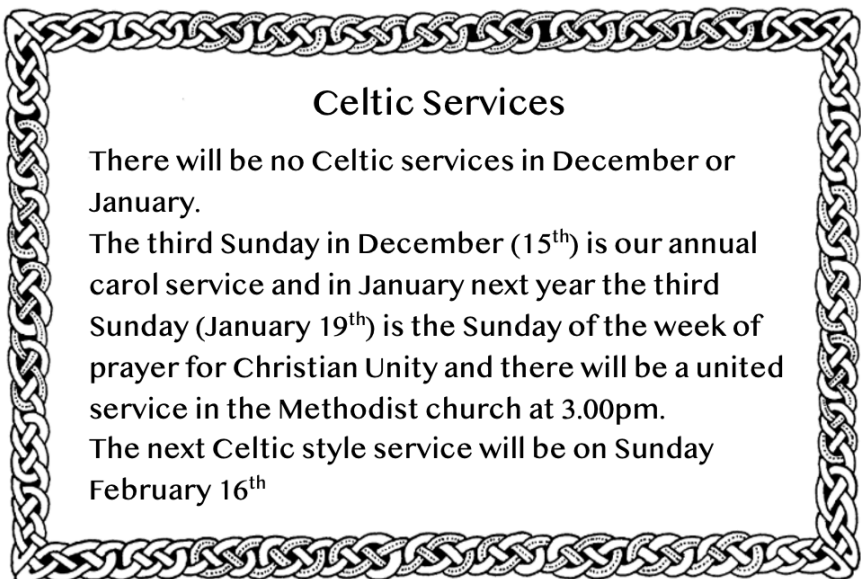 Celtic Services
There will be no Celtic services in December or
January.
The third Sunday in December (15th) is our annual
carol service and in January next year the third
Sunday (January 19th) is the Sunday of the week of
prayer for Christian Unity and there will be a united
service in the Methodist church at 3.00pm.
The next Celtic style service will be on Sunday
February 16th